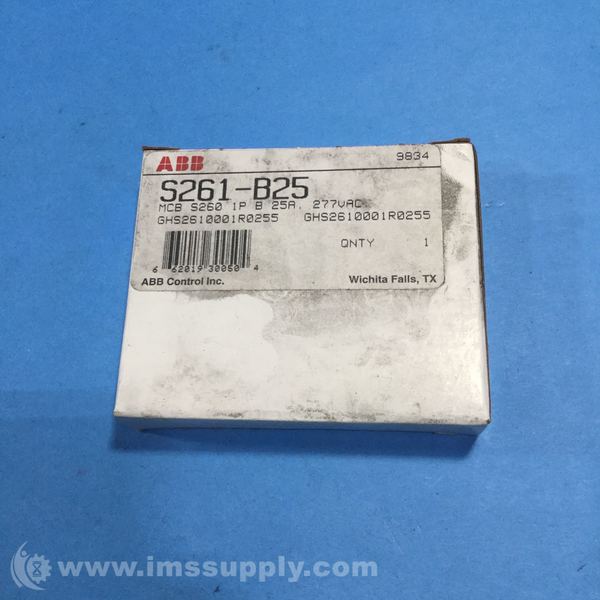 ABB
9834
S261-B25
MCB S260 1P B 25A, 277VAC
GHS2610001R0255 GHS2610001R0255
QNTY 1
6 62019 30050 4
ABB Control Inc. Wichita Falls, TX
www.imssupply.com